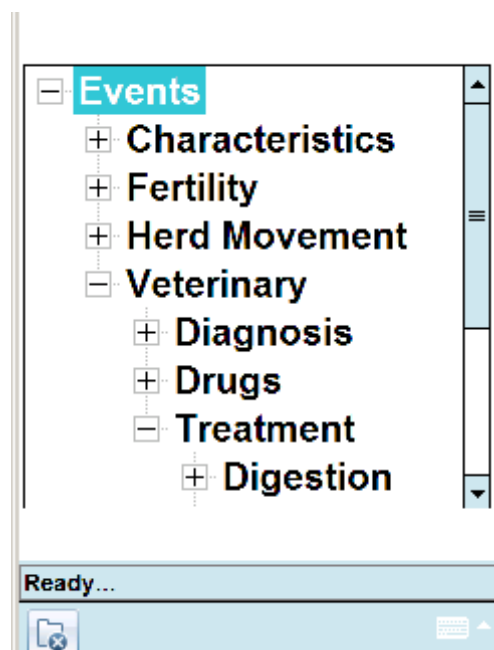 Events
Characteristics
Fertility
Herd Movement
Veterinary
Diagnosis
Drugs
Treatment
Digestion
Ready...